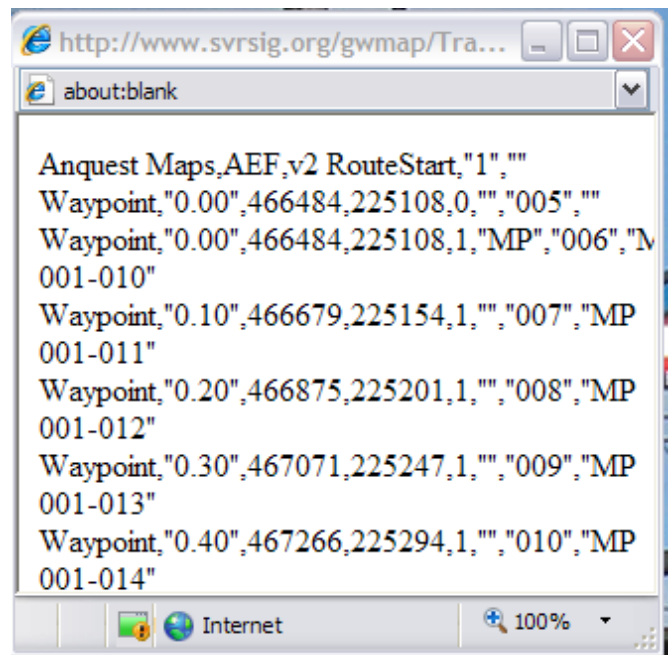 http://www.svrsig.org/gwmap/Tra...
about:blank
Anquest Maps,AEF,v2 RouteStart,"1",""
Waypoint,"0.00",466484,225108,0,"","005",""
Waypoint,"0.00",466484,225108,1,"MP","006","M
001-010"
Waypoint,"0.10",466679,225154,1,"","007","MP
001-011"
Waypoint,"0.20",466875,225201,1,"","008","MP
001-012"
Waypoint,"0.30",467071,225247,1,"","009","MP
001-013"
Waypoint,"0.40",467266,225294,1,"","010","MP
001-014"
Internet 100%